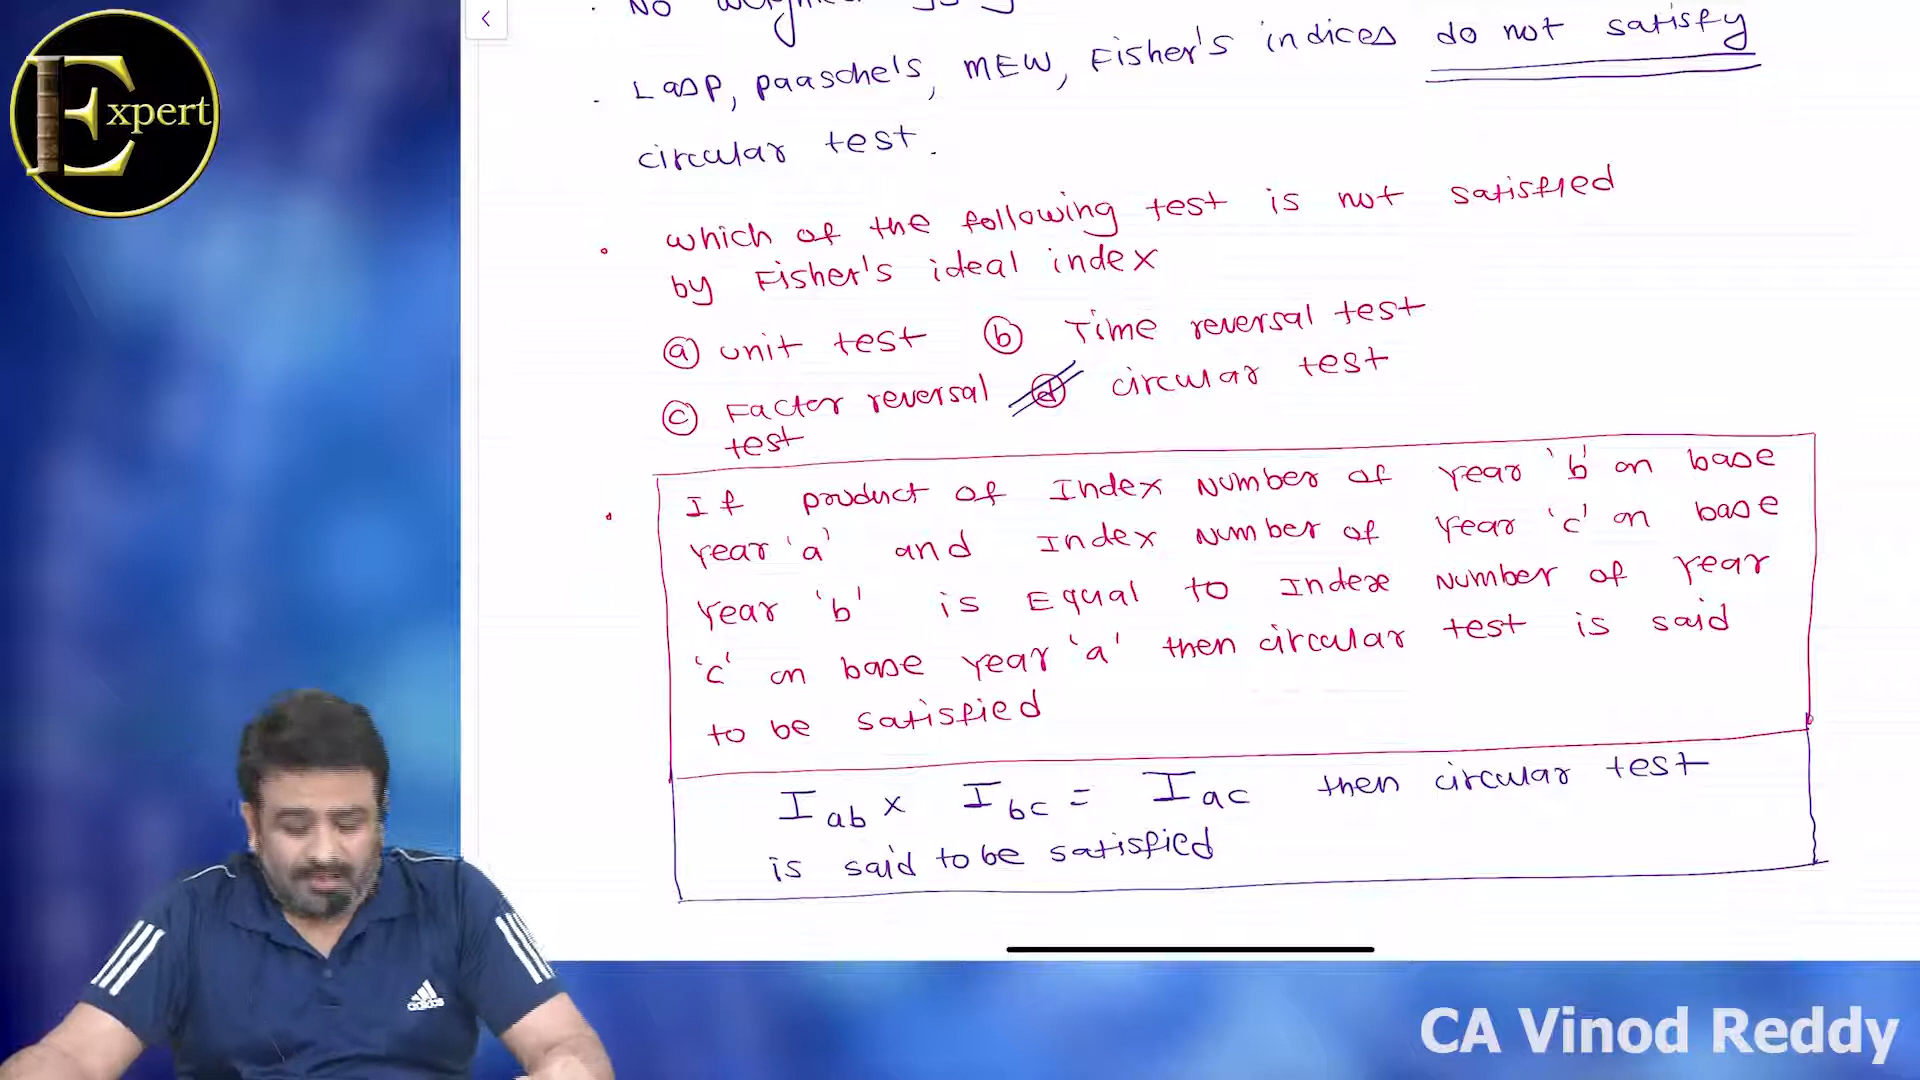 Expert
No
Lasp, paasche's, MEW, Fisher's indices do not satisfy
circular test.
which of the following test is not satisfied
by Fisher's ideal index
(a) unit test (b) Time reversal test
(c) Factor reversal (d) circular test
test
If product of Index Number of Year 'b' on base
Year 'a' and Index Number of Year 'c' on base
Year 'b' is Equal to Index Number of Year
'c' on base Year 'a' then circular test is said
to be satisfied
I ab x I bc = I ac then circular test
is said to be satisfied
adidas
CA Vinod Reddy